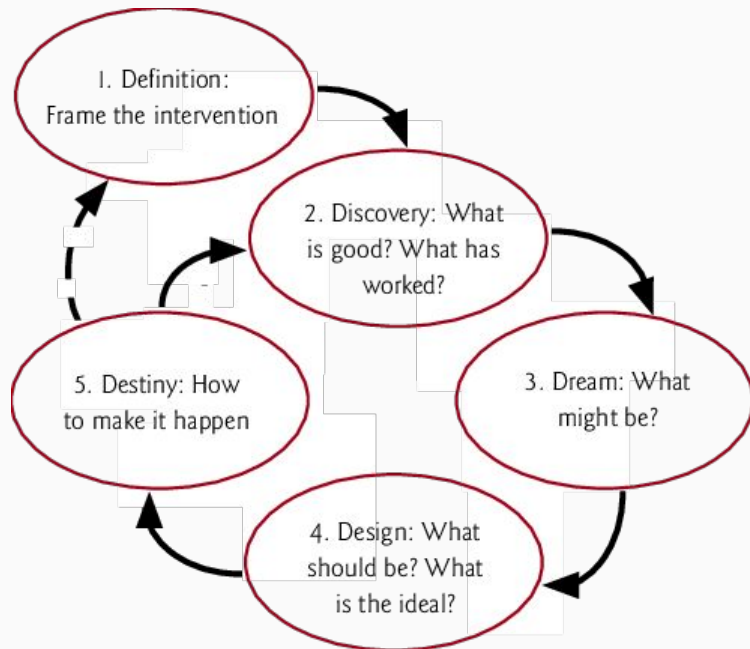 1. Definition:
Frame the intervention
2. Discovery: What
is good? What has
worked?
3. Dream: What
might be?
4. Design: What
should be? What
is the ideal?
5. Destiny: How
to make it happen